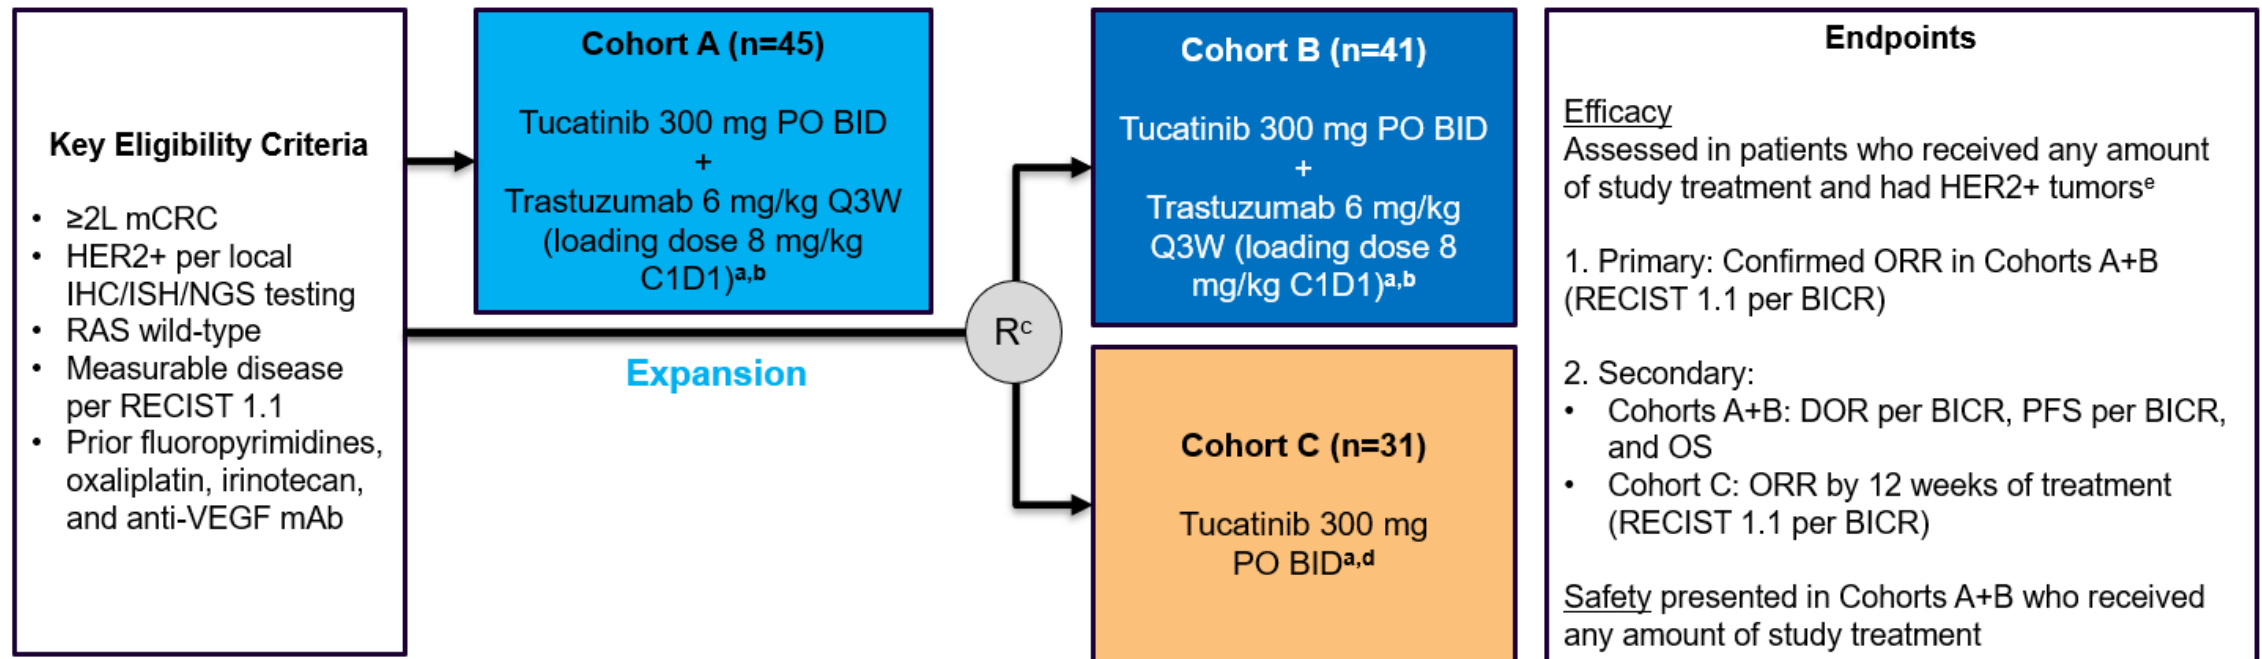 Key Eligibility Criteria
• ≥2L mCRC
• HER2+ per local
IHC/ISH/NGS testing
• RAS wild-type
• Measurable disease
per RECIST 1.1
• Prior fluoropyrimidines,
oxaliplatin, irinotecan,
and anti-VEGF mAb
Cohort A (n=45)
Tucatinib 300 mg PO BID
+
Trastuzumab 6 mg/kg Q3W
(loading dose 8 mg/kg
C1D1)a,b
Expansion
Rc
Cohort B (n=41)
Tucatinib 300 mg PO BID
+
Trastuzumab 6 mg/kg
Q3W (loading dose 8
mg/kg C1D1)a,b
Cohort C (n=31)
Tucatinib 300 mg
PO BIDa,d
Endpoints
Efficacy
Assessed in patients who received any amount
of study treatment and had HER2+ tumorse
1. Primary: Confirmed ORR in Cohorts A+B
(RECIST 1.1 per BICR)
2. Secondary:
• Cohorts A+B: DOR per BICR, PFS per BICR,
and OS
• Cohort C: ORR by 12 weeks of treatment
(RECIST 1.1 per BICR)
Safety presented in Cohorts A+B who received
any amount of study treatment